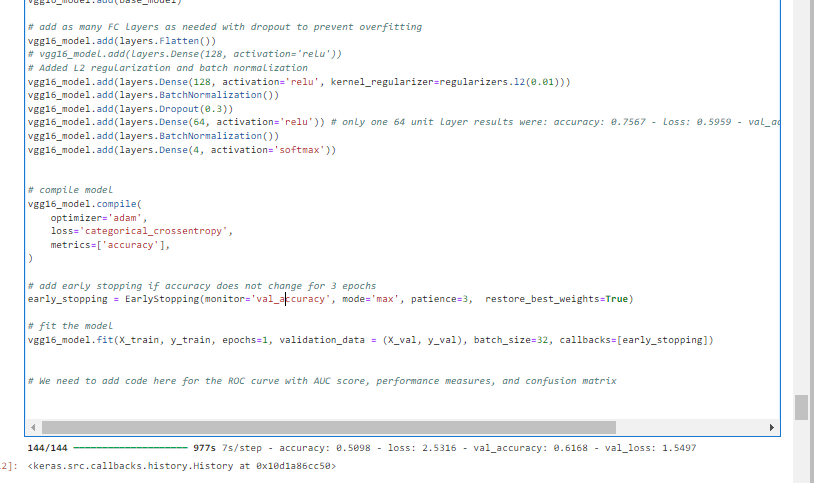 vgg16_model.add(base_model)
# add as many FC layers as needed with dropout to prevent overfitting
vgg16_model.add(layers.Flatten())
# vgg16_model.add(layers.Dense(128, activation='relu'))
# Added L2 regularization and batch normalization
vgg16_model.add(layers.Dense(128, activation='relu', kernel_regularizer=regularizers.l2(0.01)))
vgg16_model.add(layers.BatchNormalization())
vgg16_model.add(layers.Dropout(0.3))
vgg16_model.add(layers.Dense(64, activation='relu')) # only one 64 unit layer results were: accuracy: 0.7567 - loss: 0.5959 - val_ac
vgg16_model.add(layers.BatchNormalization())
vgg16_model.add(layers.Dense(4, activation='softmax'))
# compile model
vgg16_model.compile(
    optimizer='adam',
    loss='categorical_crossentropy',
    metrics=['accuracy'],
)
# add early stopping if accuracy does not change for 3 epochs
early_stopping = EarlyStopping(monitor='val_accuracy', mode='max', patience=3,  restore_best_weights=True)
# fit the model
vgg16_model.fit(X_train, y_train, epochs=1, validation_data = (X_val, y_val), batch_size=32, callbacks=[early_stopping])
# We need to add code here for the ROC curve with AUC score, performance measures, and confusion matrix
144/144 ━━━━━━━━━━━━━━━━━━━━ 977s 7s/step - accuracy: 0.5098 - loss: 2.5316 - val_accuracy: 0.6168 - val_loss: 1.5497
2]: <keras.src.callbacks.history.History at 0x10d1a86cc50>